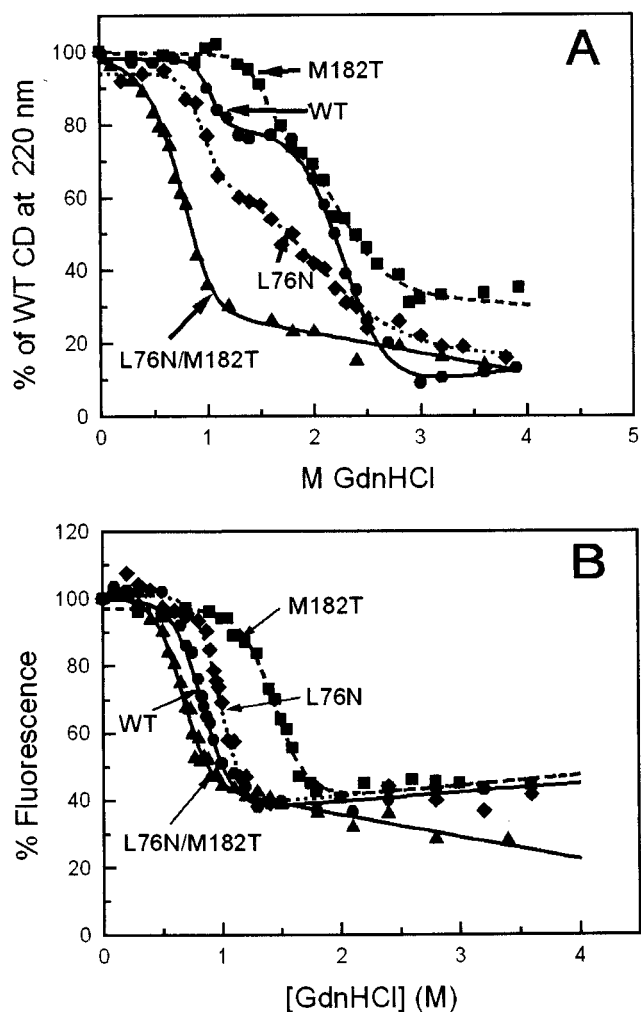 A
100
80
60
40
20
0
% of WT CD at 220 nm
M182T
WT
L76N
L76N/M182T
0 1 2 3 4 5
M GdnHCl
B
120
100
80
60
40
20
0
% Fluorescence
M182T
WT
L76N
L76N/M182T
0 1 2 3 4
[GdnHCl] (M)